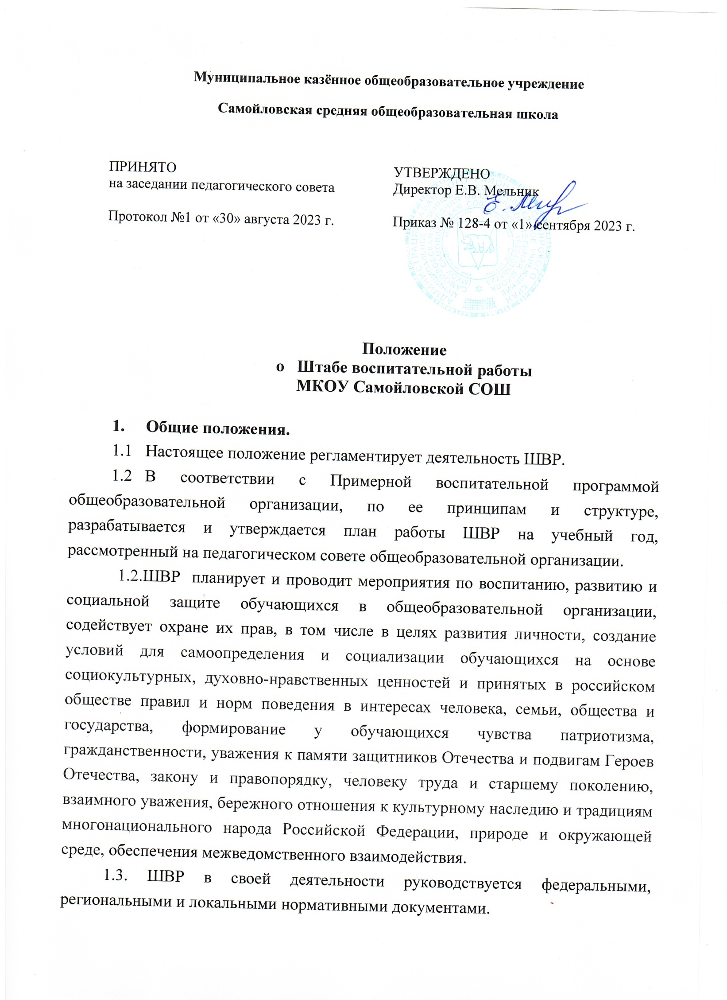 Муниципальное казённое общеобразовательное учреждение
Самойловская средняя общеобразовательная школа
ПРИНЯТО
на заседании педагогического совета
Протокол №1 от «30» августа 2023 г.
УТВЕРЖДЕНО
Директор Е.В. Мельник
Приказ № 128-4 от «1» сентября 2023 г.
Положение
о Штабе воспитательной работы
МКОУ Самойловской СОШ
1. Общие положения.
1.1 Настоящее положение регламентирует деятельность ШВР.
1.2 В соответствии с Примерной воспитательной программой
общеобразовательной организации, по ее принципам и структуре,
разрабатывается и утверждается план работы ШВР на учебный год,
рассмотренный на педагогическом совете общеобразовательной организации.
1.2.ШВР планирует и проводит мероприятия по воспитанию, развитию и
социальной защите обучающихся в общеобразовательной организации,
содействует охране их прав, в том числе в целях развития личности, создание
условий для самоопределения и социализации обучающихся на основе
социокультурных, духовно-нравственных ценностей и принятых в российском
обществе правил и норм поведения в интересах человека, семьи, общества и
государства, формирование у обучающихся чувства патриотизма,
гражданственности, уважения к памяти защитников Отечества и подвигам Героев
Отечества, закону и правопорядку, человеку труда и старшему поколению,
взаимного уважения, бережного отношения к культурному наследию и традициям
многонационального народа Российской Федерации, природе и окружающей
среде, обеспечения межведомственного взаимодействия.
1.3. ШВР в своей деятельности руководствуется федеральными,
региональными и локальными нормативными документами.